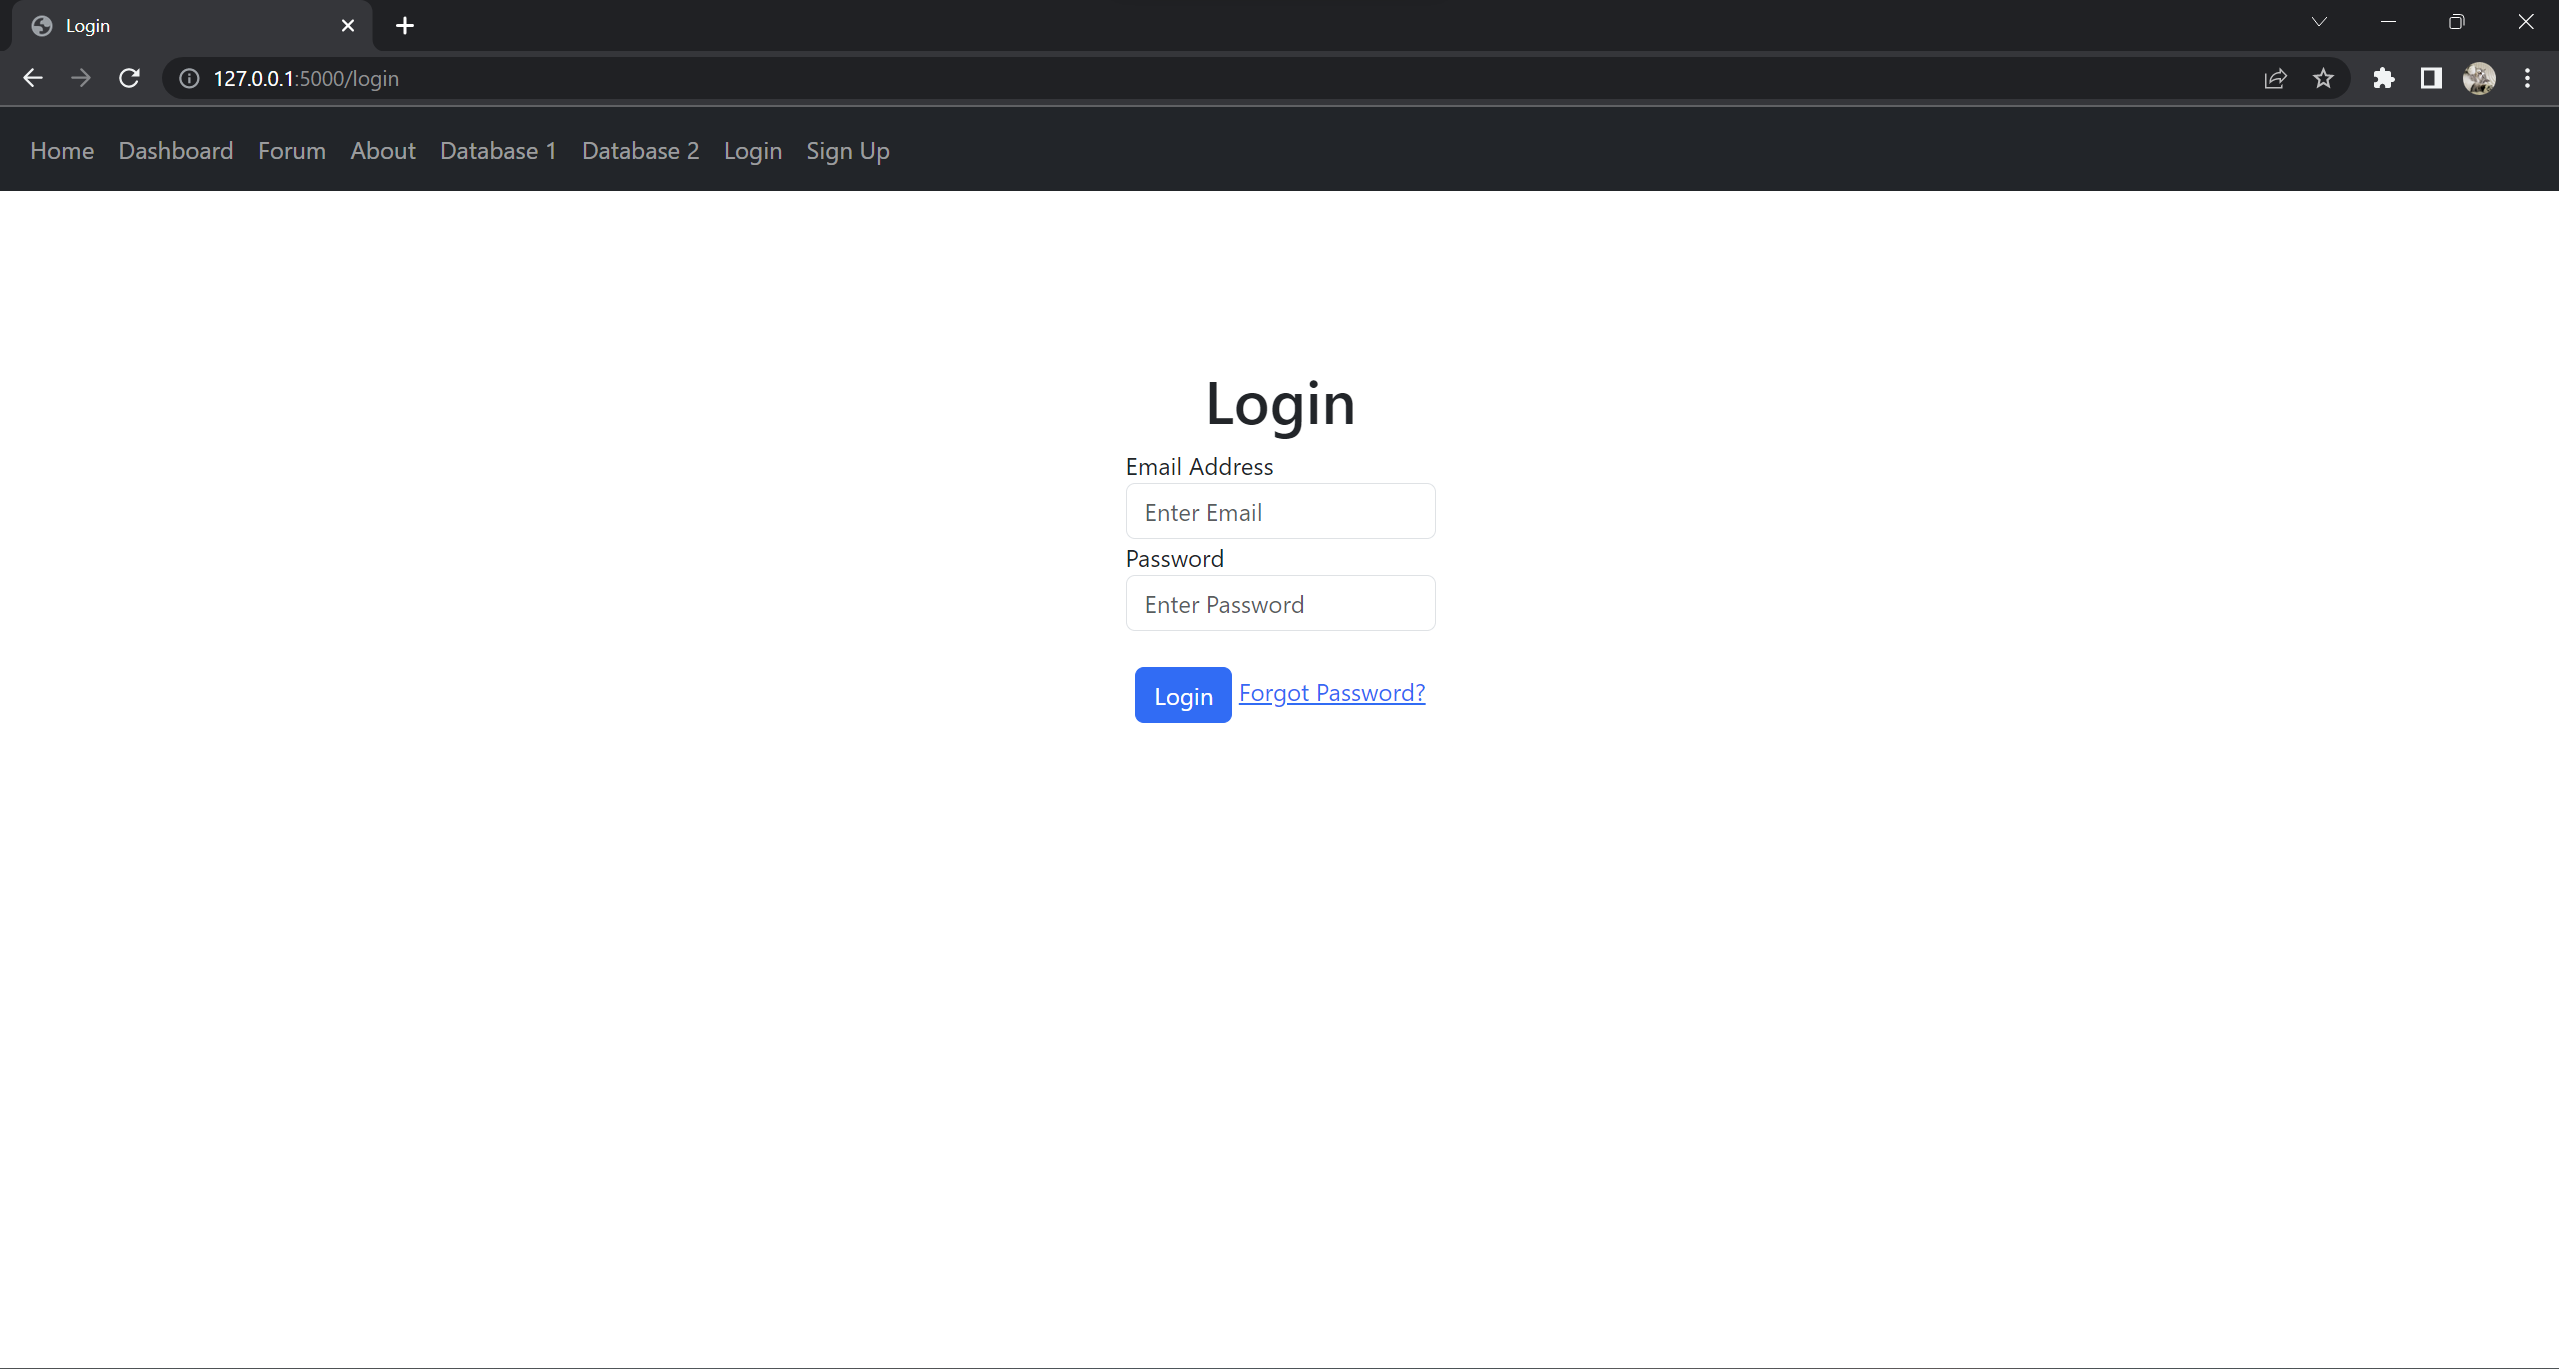 Login
127.0.0.1:5000/login
Home Dashboard Forum About Database 1 Database 2 Login Sign Up
Login
Email Address
Enter Email
Password
Enter Password
Login Forgot Password?